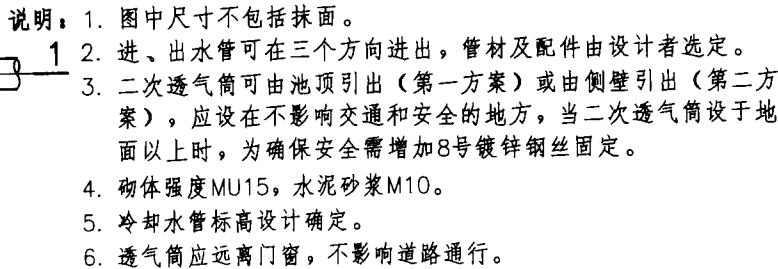 说明：1. 图中尺寸不包括抹面。
1 2. 进、出水管可在三个方向进出，管材及配件由设计者选定。
3. 二次透气筒可由池顶引出（第一方案）或由侧壁引出（第二方
案），应设在不影响交通和安全的地方，当二次透气筒设于地
面以上时，为确保安全需增加8号镀锌钢丝固定。
4. 砌体强度MU15，水泥砂浆M10。
5. 冷却水管标高设计确定。
6. 透气筒应远离门窗，不影响道路通行。